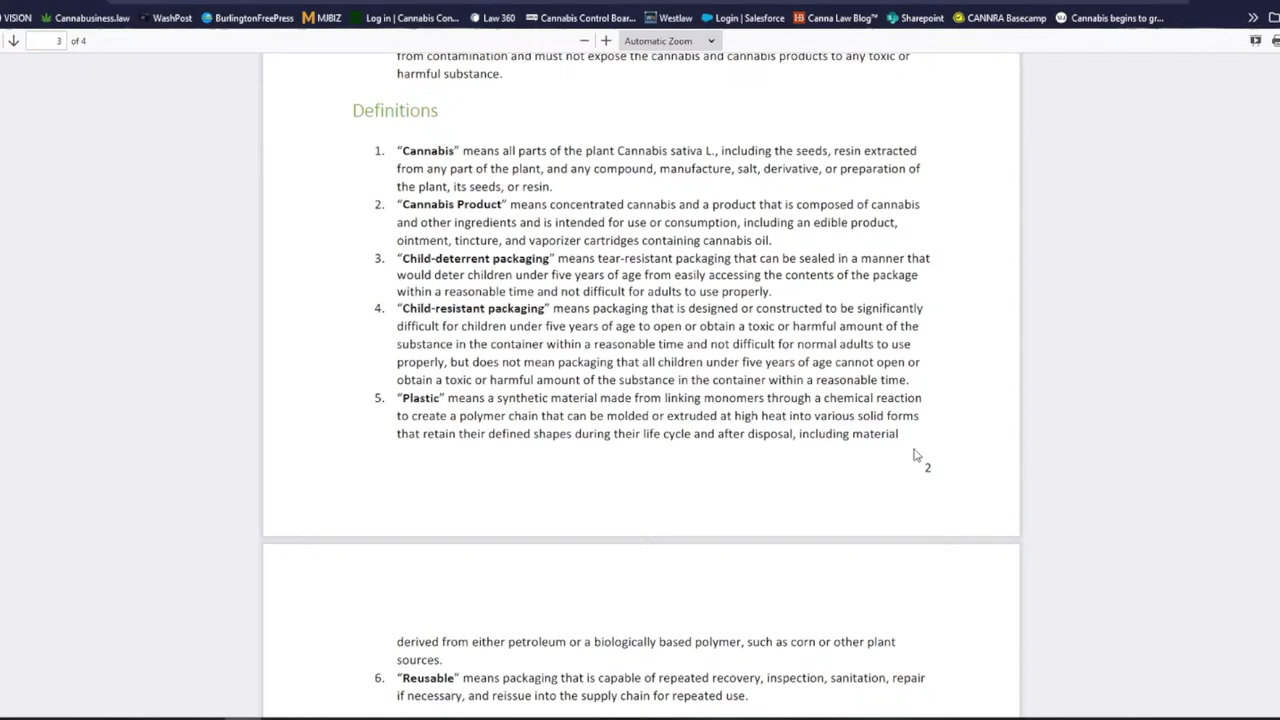 VISION Cannabusiness.law WashPost BurlingtonFreePress MJBIZ Log in | Cannabis Con... Law 360 Cannabis Control Boar... Westlaw Login | Salesforce Canna Law Blog™ Sharepoint CANNRA Basecamp Cannabis begins to gr...
3 of 4 Automatic Zoom
from contamination and must not expose the cannabis and cannabis products to any toxic or
harmful substance.
Definitions
1. “Cannabis” means all parts of the plant Cannabis sativa L., including the seeds, resin extracted
from any part of the plant, and any compound, manufacture, salt, derivative, or preparation of
the plant, its seeds, or resin.
2. “Cannabis Product” means concentrated cannabis and a product that is composed of cannabis
and other ingredients and is intended for use or consumption, including an edible product,
ointment, tincture, and vaporizer cartridges containing cannabis oil.
3. “Child-deterrent packaging” means tear-resistant packaging that can be sealed in a manner that
would deter children under five years of age from easily accessing the contents of the package
within a reasonable time and not difficult for adults to use properly.
4. “Child-resistant packaging” means packaging that is designed or constructed to be significantly
difficult for children under five years of age to open or obtain a toxic or harmful amount of the
substance in the container within a reasonable time and not difficult for normal adults to use
properly, but does not mean packaging that all children under five years of age cannot open or
obtain a toxic or harmful amount of the substance in the container within a reasonable time.
5. “Plastic” means a synthetic material made from linking monomers through a chemical reaction
to create a polymer chain that can be molded or extruded at high heat into various solid forms
that retain their defined shapes during their life cycle and after disposal, including material
2
derived from either petroleum or a biologically based polymer, such as corn or other plant
sources.
6. “Reusable” means packaging that is capable of repeated recovery, inspection, sanitation, repair
if necessary, and reissue into the supply chain for repeated use.